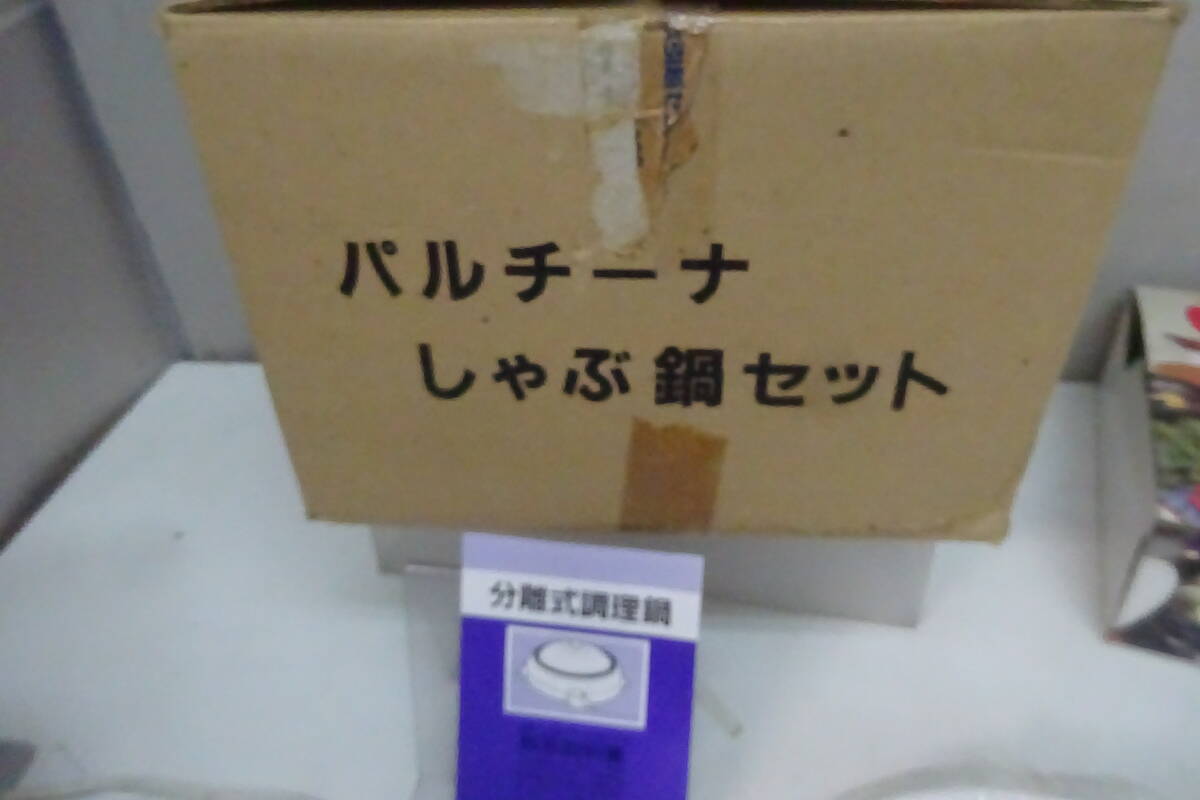 パルチーナ
しゃぶ鍋セット
分離式調理鍋